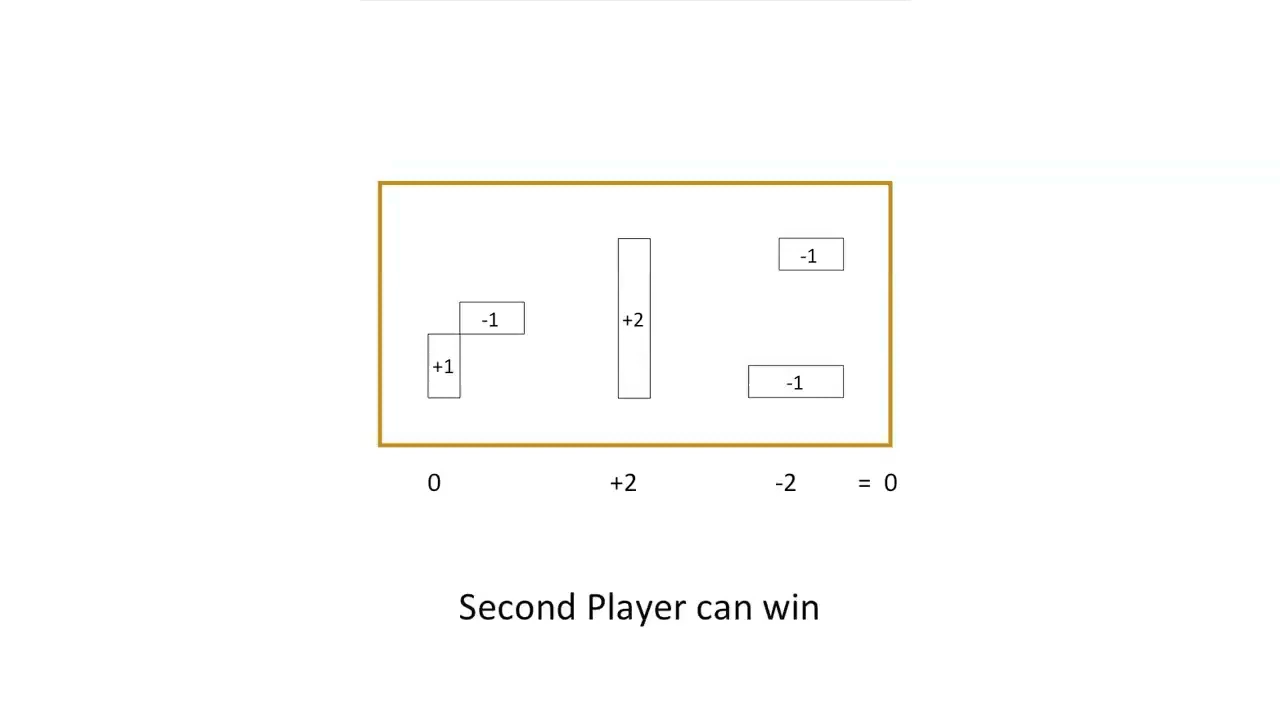 -1
-1
+2
+1
-1
0 +2 -2 = 0
Second Player can win